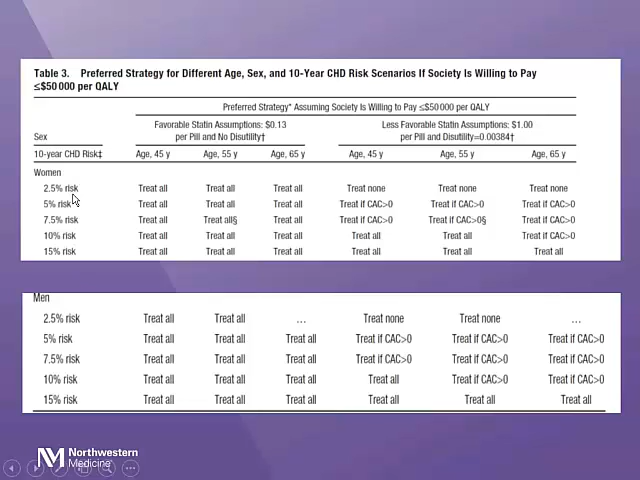 Table 3. Preferred Strategy for Different Age, Sex, and 10-Year CHD Risk Scenarios If Society Is Willing to Pay
≤$50 000 per QALY
Preferred Strategy* Assuming Society Is Willing to Pay ≤$50 000 per QALY
Favorable Statin Assumptions: $0.13 per Pill and No Disutility† Less Favorable Statin Assumptions: $1.00 per Pill and Disutility=0.00384†
Sex
10-year CHD Risk‡ Age, 45 y Age, 55 y Age, 65 y Age, 45 y Age, 55 y Age, 65 y
Women
2.5% risk Treat all Treat all Treat all Treat none Treat none Treat none
5% risk Treat all Treat all Treat all Treat if CAC>0 Treat if CAC>0 Treat if CAC>0
7.5% risk Treat all Treat all§ Treat all Treat if CAC>0 Treat if CAC>0§ Treat if CAC>0
10% risk Treat all Treat all Treat all Treat all Treat all Treat if CAC>0
15% risk Treat all Treat all Treat all Treat all Treat all Treat all
Men
2.5% risk Treat all Treat all ... Treat none Treat none ...
5% risk Treat all Treat all Treat all Treat if CAC>0 Treat if CAC>0 Treat if CAC>0
7.5% risk Treat all Treat all Treat all Treat if CAC>0 Treat if CAC>0 Treat if CAC>0
10% risk Treat all Treat all Treat all Treat all Treat if CAC>0 Treat if CAC>0
15% risk Treat all Treat all Treat all Treat all Treat all Treat all
M Northwestern
Medicine